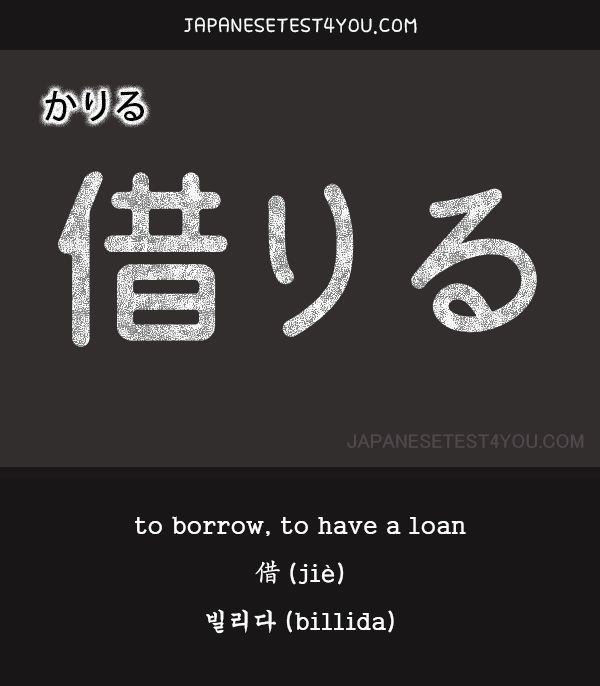 JAPANESETEST4YOU.COM
かりる
借りる
JAPANESETEST4YOU.COM
to borrow, to have a loan
借 (jiè)
빌리다 (billida)